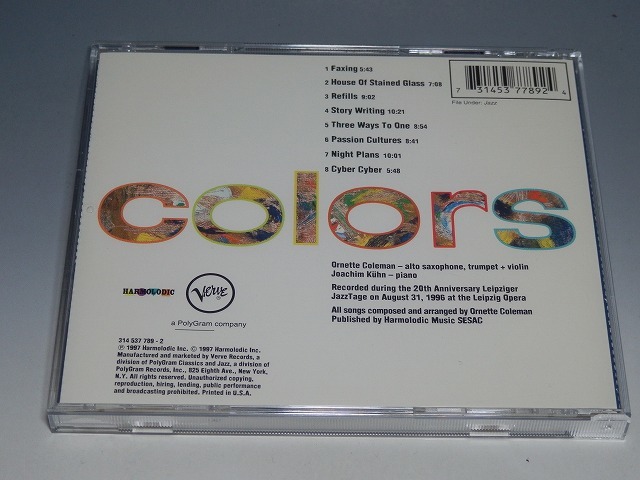 1 Faxing 5:43
2 House Of Stained Glass 7:08
3 Refills 9:02
4 Story Writing 10:21
5 Three Ways To One 8:54
6 Passion Cultures 8:41
7 Night Plans 10:01
8 Cyber Cyber 5:48
7 31453 77892 4
File Under: Jazz
colors
Ornette Coleman – alto saxophone, trumpet + violin
Joachim Kühn – piano
Recorded during the 20th Anniversary Leipziger
JazzTage on August 31, 1996 at the Leipzig Opera
All songs composed and arranged by Ornette Coleman
Published by Harmolodic Music SESAC
HARMOLODIC
Verve
a PolyGram company
314 537 789 - 2
℗ 1997 Harmolodic Inc. © 1997 Harmolodic Inc.
Manufactured and marketed by Verve Records, a
division of PolyGram Classics and Jazz, a division of
PolyGram Records, Inc., 825 Eighth Ave., New York,
N.Y. All rights reserved. Unauthorized copying,
reproduction, hiring, lending, public performance
and broadcasting prohibited. Printed in U.S.A.